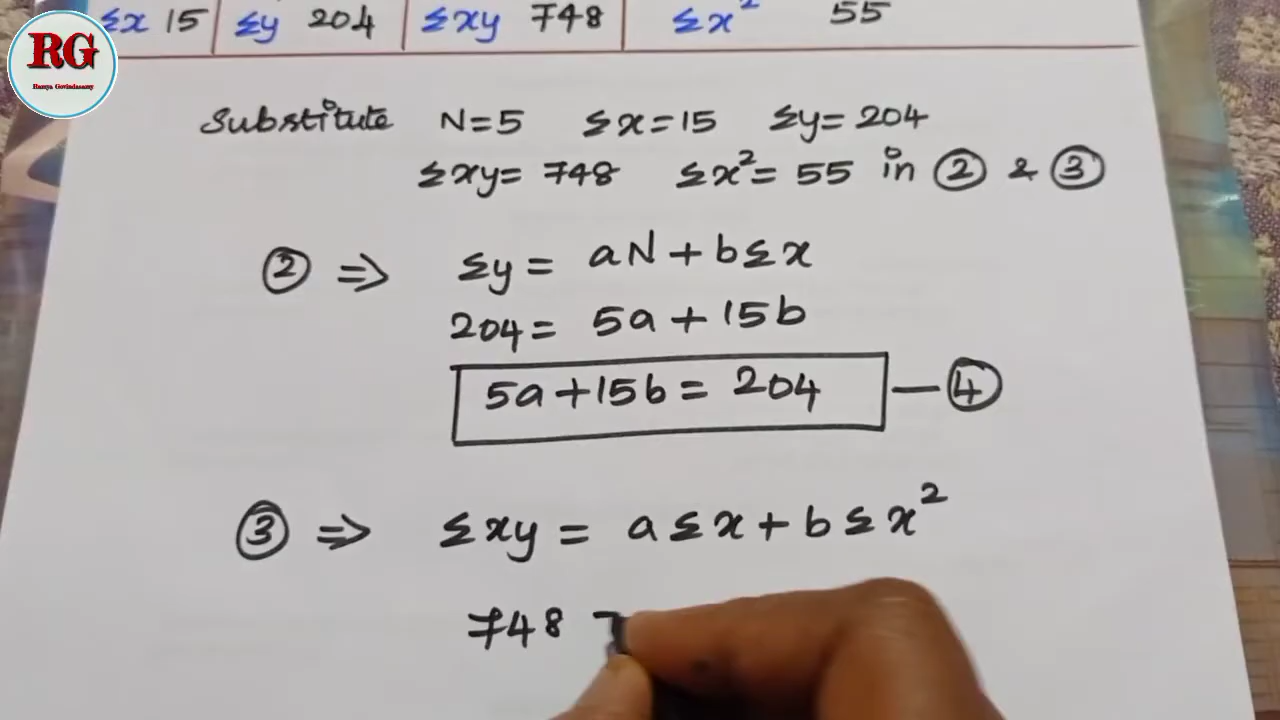 RG
Ramya Govindasamy
Σx 15 Σy 204 Σxy 748 Σx² 55
Substitute N=5 Σx=15 Σy=204
Σxy=748 Σx²=55 in ② & ③
② ⇒ Σy = aN + bΣx
204 = 5a + 15b
5a+15b = 204 — ④
③ ⇒ Σxy = aΣx + bΣx²
748